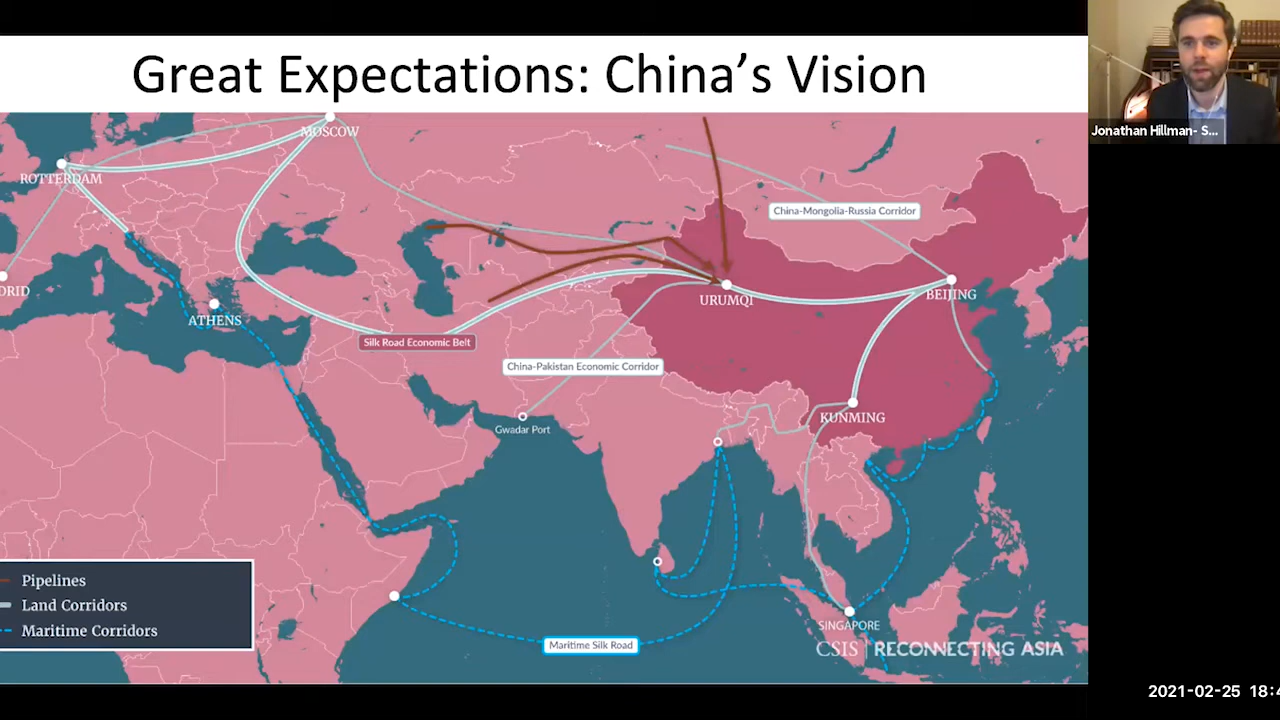 Great Expectations: China's Vision
Jonathan Hillman- S...
MOSCOW
ROTTERDAM
China-Mongolia-Russia Corridor
DRID
URUMQI
BEIJING
ATHENS
Silk Road Economic Belt
China-Pakistan Economic Corridor
KUNMING
Gwadar Port
Pipelines
Land Corridors
Maritime Corridors
SINGAPORE
Maritime Silk Road
CSIS | RECONNECTING ASIA
2021-02-25 18:4